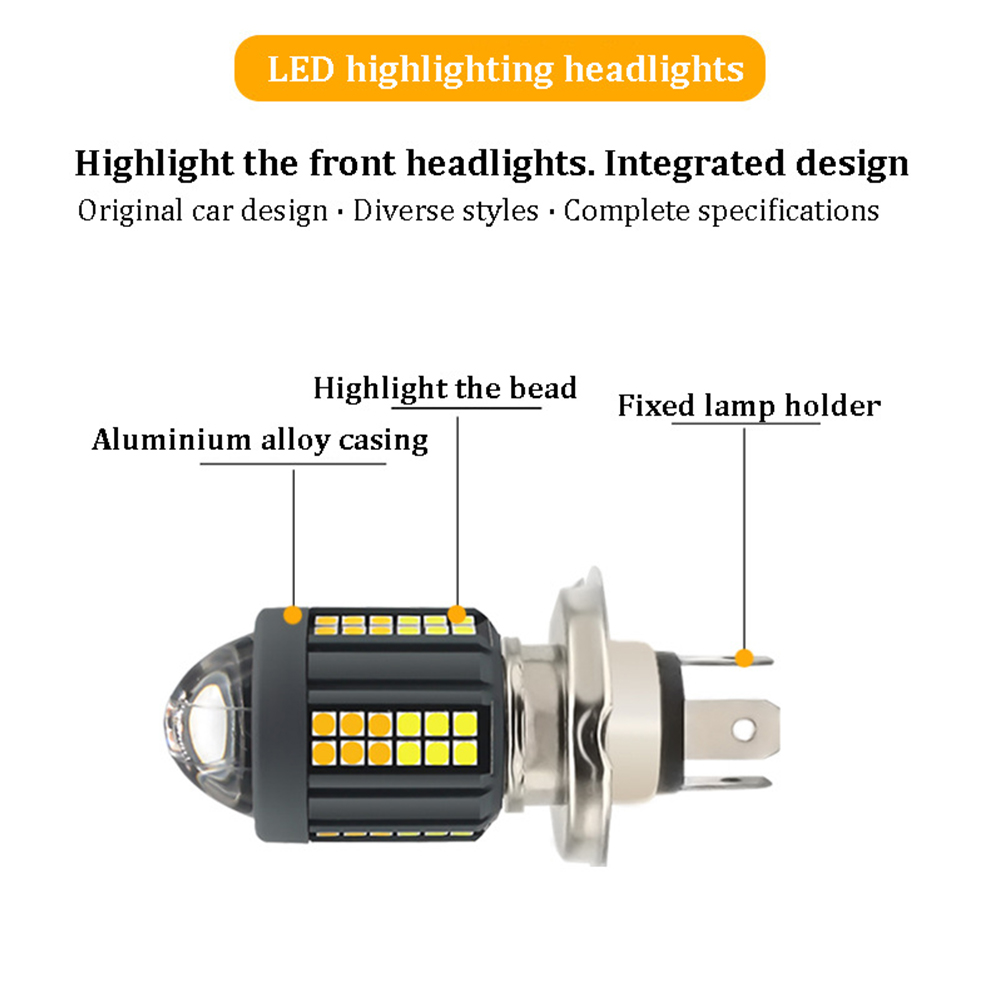 LED highlighting headlights
Highlight the front headlights. Integrated design
Original car design · Diverse styles · Complete specifications
Highlight the bead
Fixed lamp holder
Aluminium alloy casing